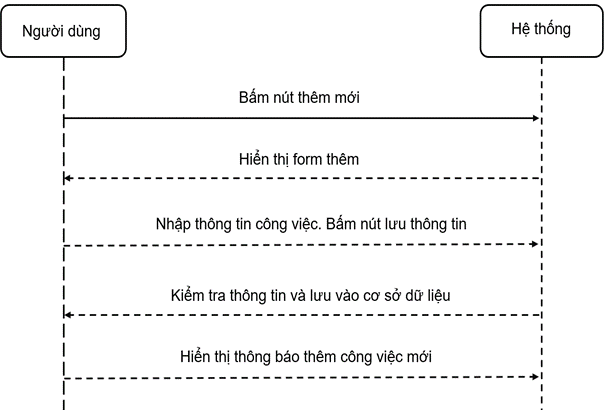 Người dùng
Hệ thống
Bấm nút thêm mới
Hiển thị form thêm
Nhập thông tin công việc. Bấm nút lưu thông tin
Kiểm tra thông tin và lưu vào cơ sở dữ liệu
Hiển thị thông báo thêm công việc mới